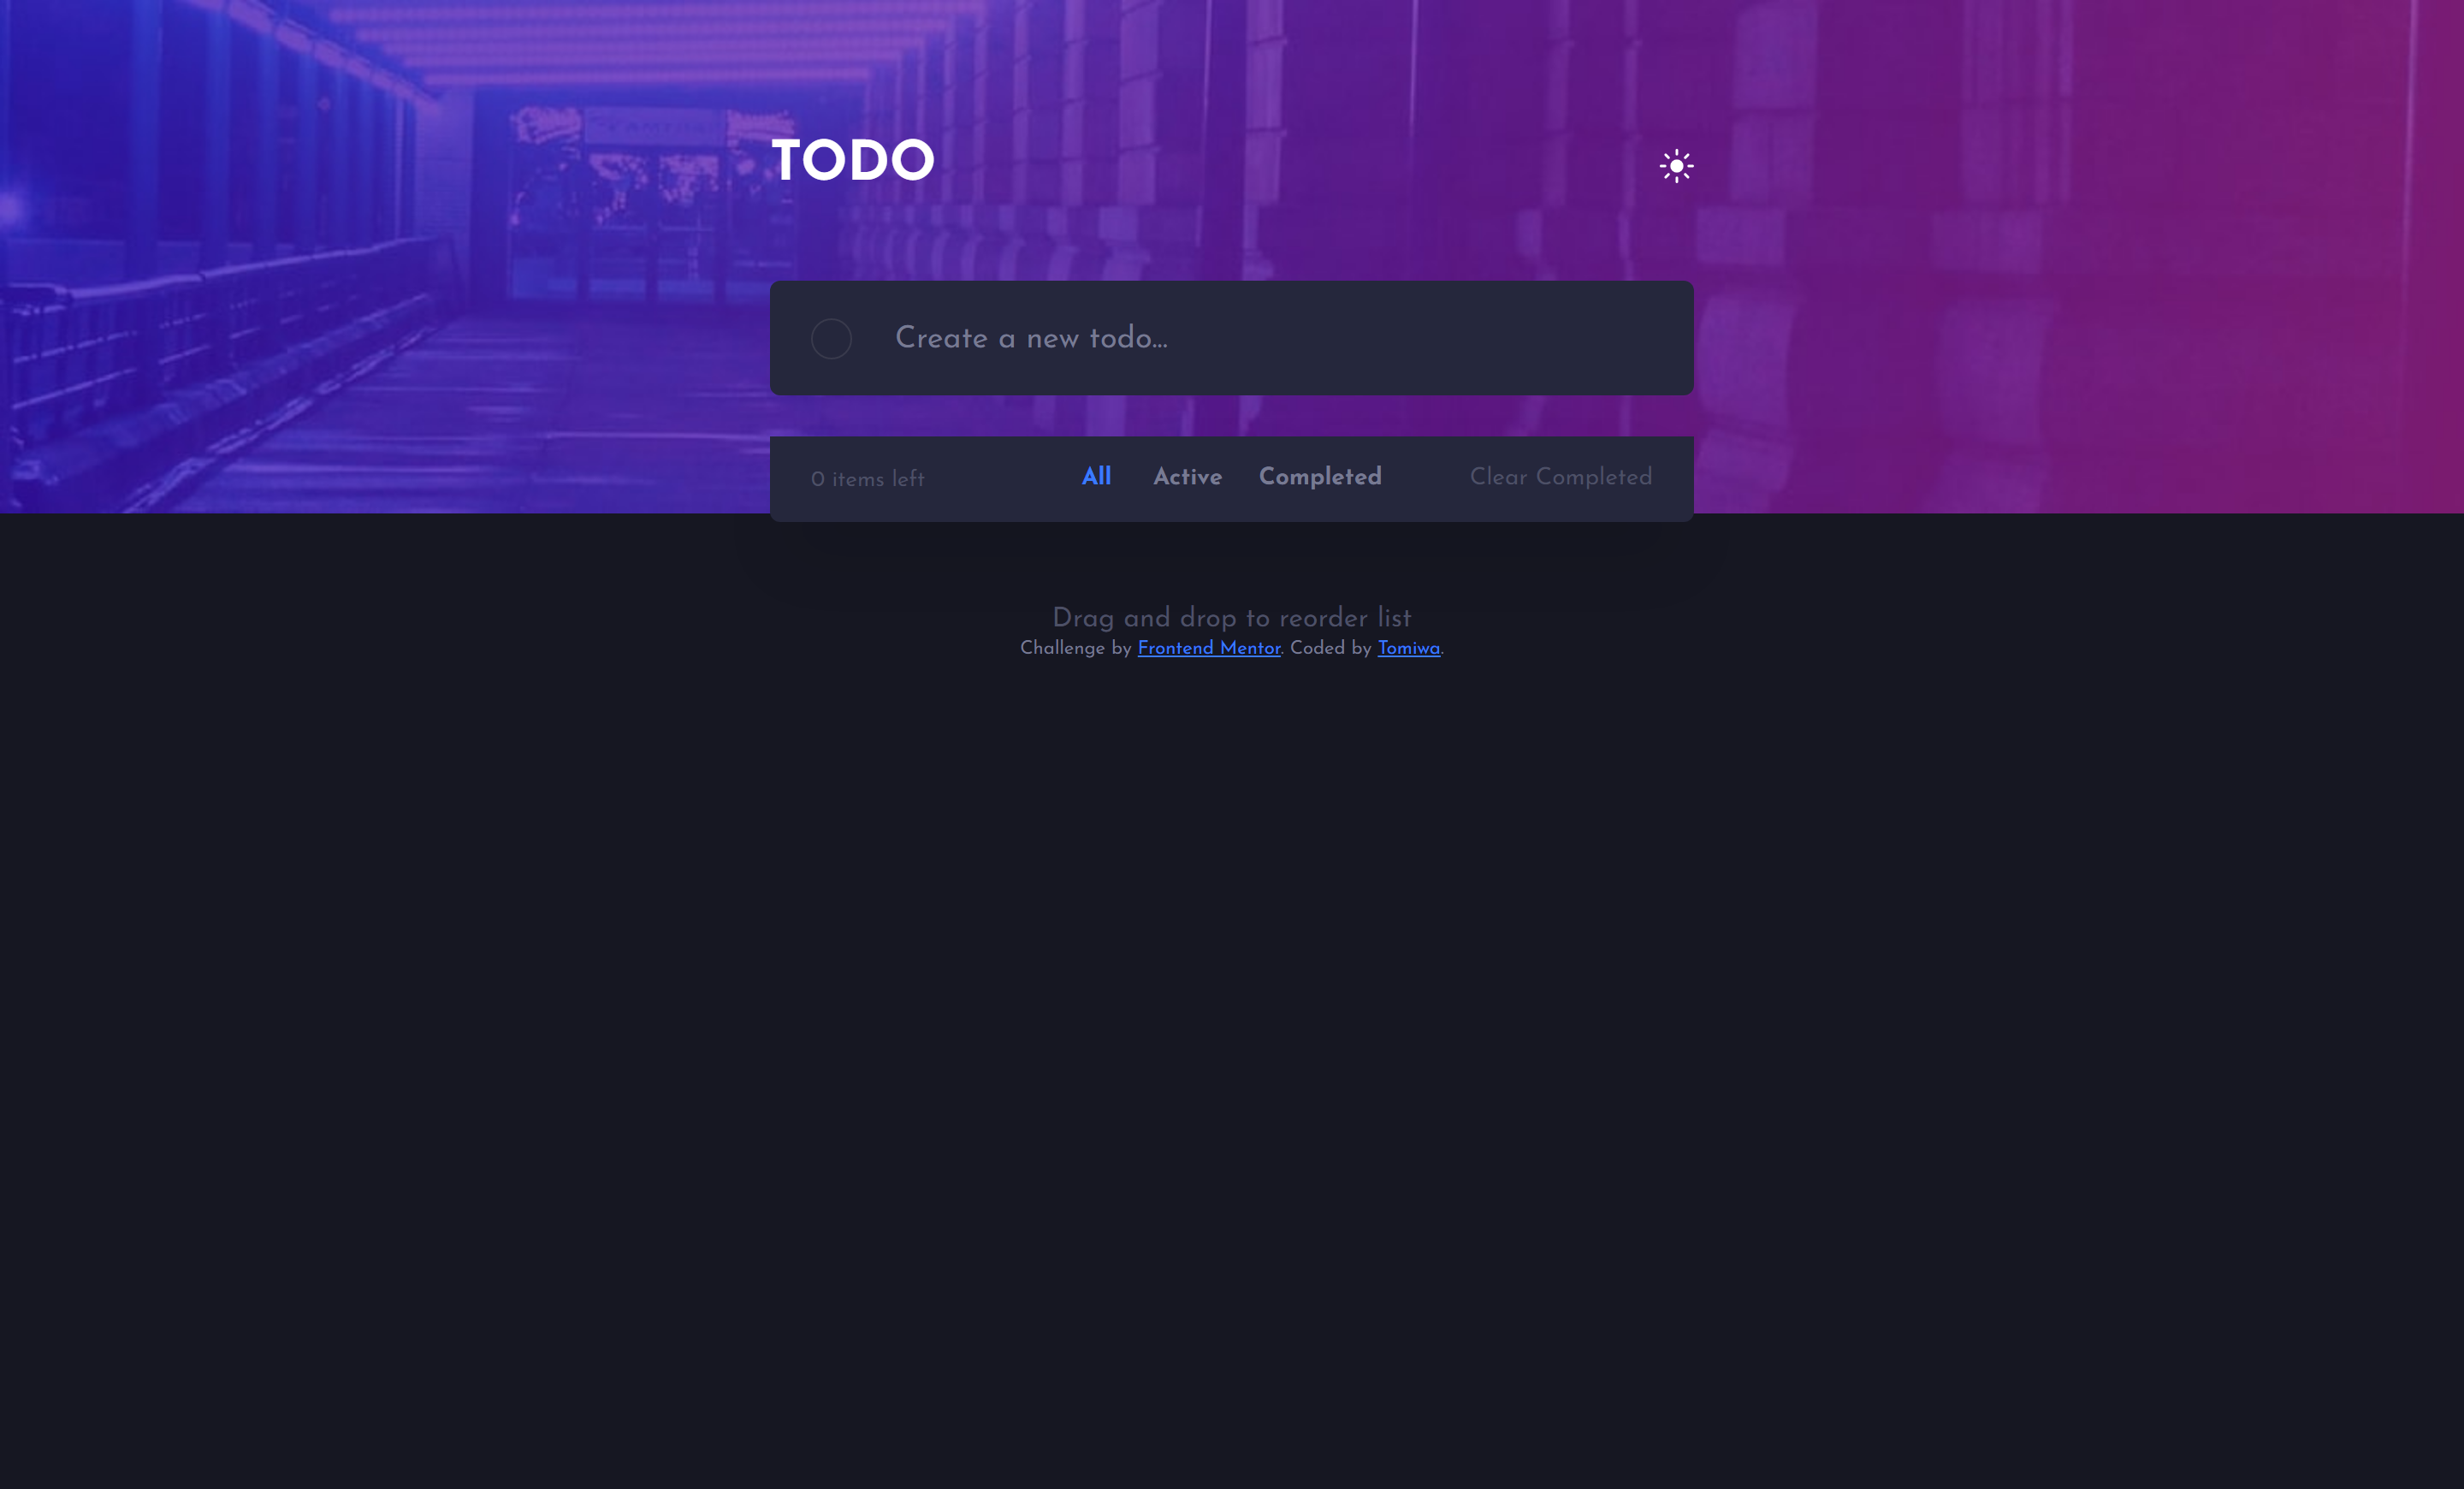 TODO
Create a new todo...
0 items left All Active Completed Clear Completed
Drag and drop to reorder list
Challenge by Frontend Mentor. Coded by Tomiwa.